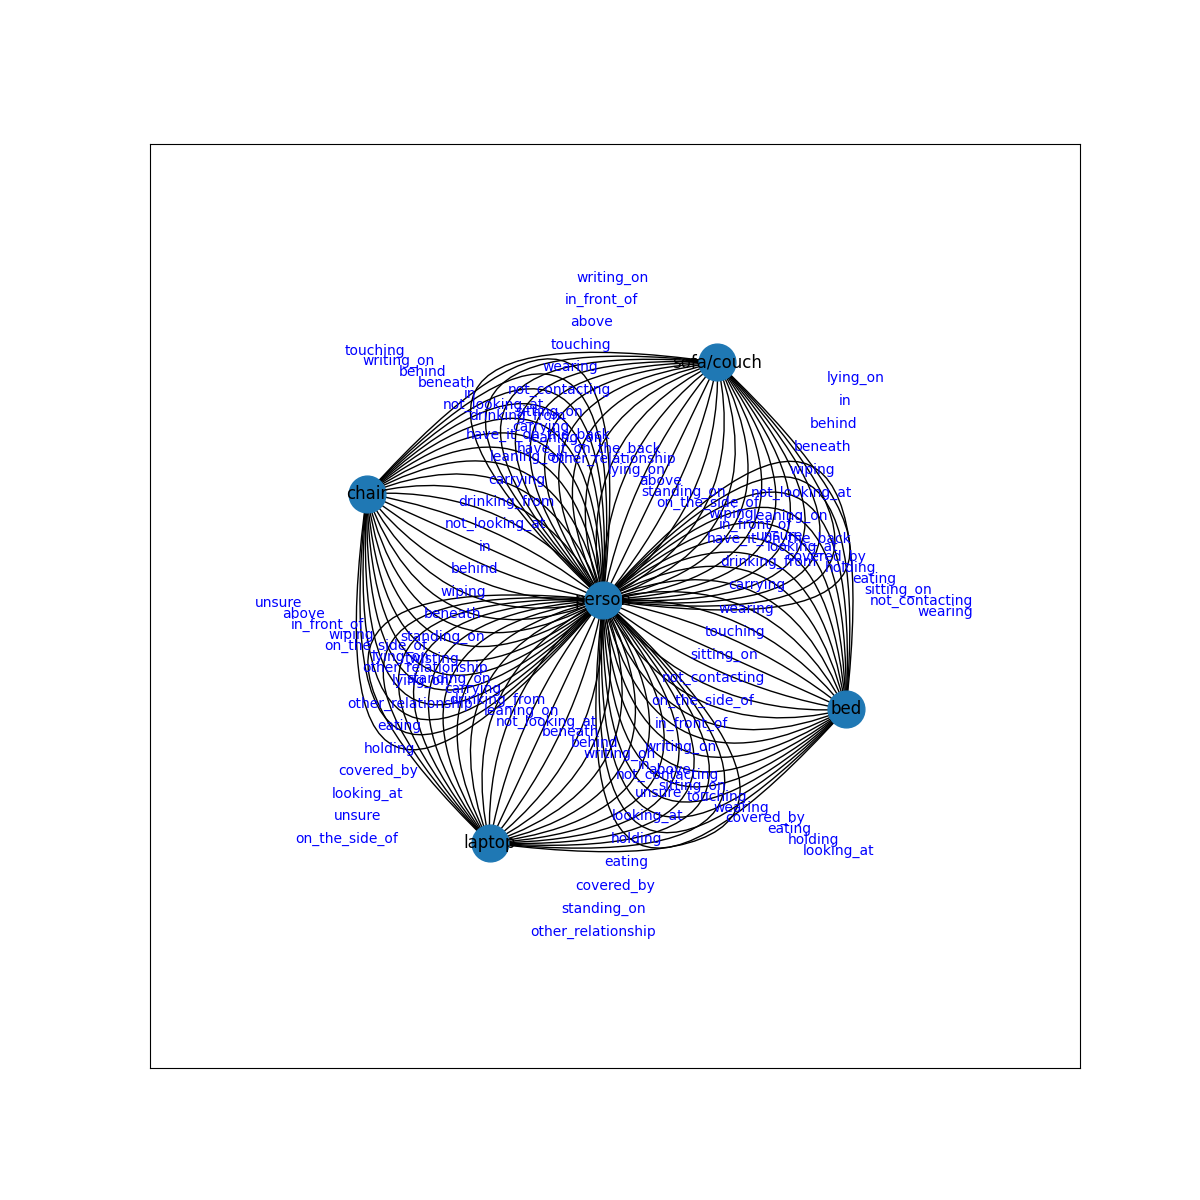 writing_on
in_front_of
above
touching
wearing
not_contacting
sitting_on
carrying
leaning_on
have_it_on_the_back
other_relationship
lying_on
above
standing_on
on_the_side_of
wiping
in_front_of
unsure
looking_at
covered_by
holding
eating
sitting_on
not_contacting
wearing
sofa/couch
lying_on
in
behind
beneath
wiping
not_looking_at
leaning_on
have_it_on_the_back
drinking_from
carrying
wearing
touching
sitting_on
not_contacting
on_the_side_of
in_front_of
writing_on
above
unsure
looking_at
holding
eating
covered_by
standing_on
other_relationship
touching
writing_on
behind
beneath
in
not_looking_at
drinking_from
have_it_on_the_back
leaning_on
carrying
drinking_from
not_looking_at
in
behind
wiping
beneath
standing_on
lying_on
other_relationship
eating
holding
covered_by
looking_at
unsure
on_the_side_of
chair
person
bed
laptop
unsure
above
in_front_of
wiping
on_the_side_of
twisting
other_relationship
standing_on
carrying
drinking_from
leaning_on
not_looking_at
beneath
behind
writing_on
in
not_contacting
sitting_on
touching
wearing
covered_by
eating
holding
looking_at